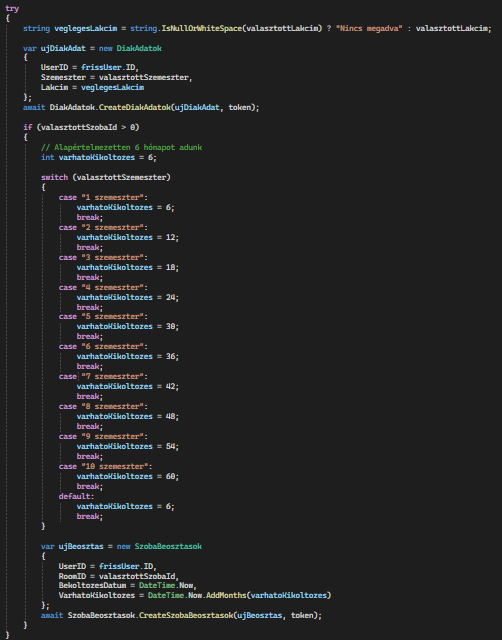 try
{
string veglegesLakcim = string.IsNullOrWhiteSpace(valasztottLakcim) ? "Nincs megadva" : valasztottLakcim;
var ujDiakAdat = new DiakAdatok
{
UserID = frissUser.ID,
Szemeszter = valasztottSzemeszter,
Lakcim = veglegesLakcim
};
await DiakAdatok.CreateDiakAdatok(ujDiakAdat, token);
if (valasztottSzobaId > 0)
{
// Alapértelmezetten 6 hónapot adunk
int varhatoKikoltozes = 6;
switch (valasztottSzemeszter)
{
case "1 szemeszter":
varhatoKikoltozes = 6;
break;
case "2 szemeszter":
varhatoKikoltozes = 12;
break;
case "3 szemeszter":
varhatoKikoltozes = 18;
break;
case "4 szemeszter":
varhatoKikoltozes = 24;
break;
case "5 szemeszter":
varhatoKikoltozes = 30;
break;
case "6 szemeszter":
varhatoKikoltozes = 36;
break;
case "7 szemeszter":
varhatoKikoltozes = 42;
break;
case "8 szemeszter":
varhatoKikoltozes = 48;
break;
case "9 szemeszter":
varhatoKikoltozes = 54;
break;
case "10 szemeszter":
varhatoKikoltozes = 60;
break;
default:
varhatoKikoltozes = 6;
break;
}
var ujBeosztas = new SzobaBeosztasok
{
UserID = frissUser.ID,
RoomID = valasztottSzobaId,
BekoltozesDatum = DateTime.Now,
VarhatoKikoltozes = DateTime.Now.AddMonths(varhatoKikoltozes)
};
await SzobaBeosztasok.CreateSzobaBeosztasok(ujBeosztas, token);
}
}